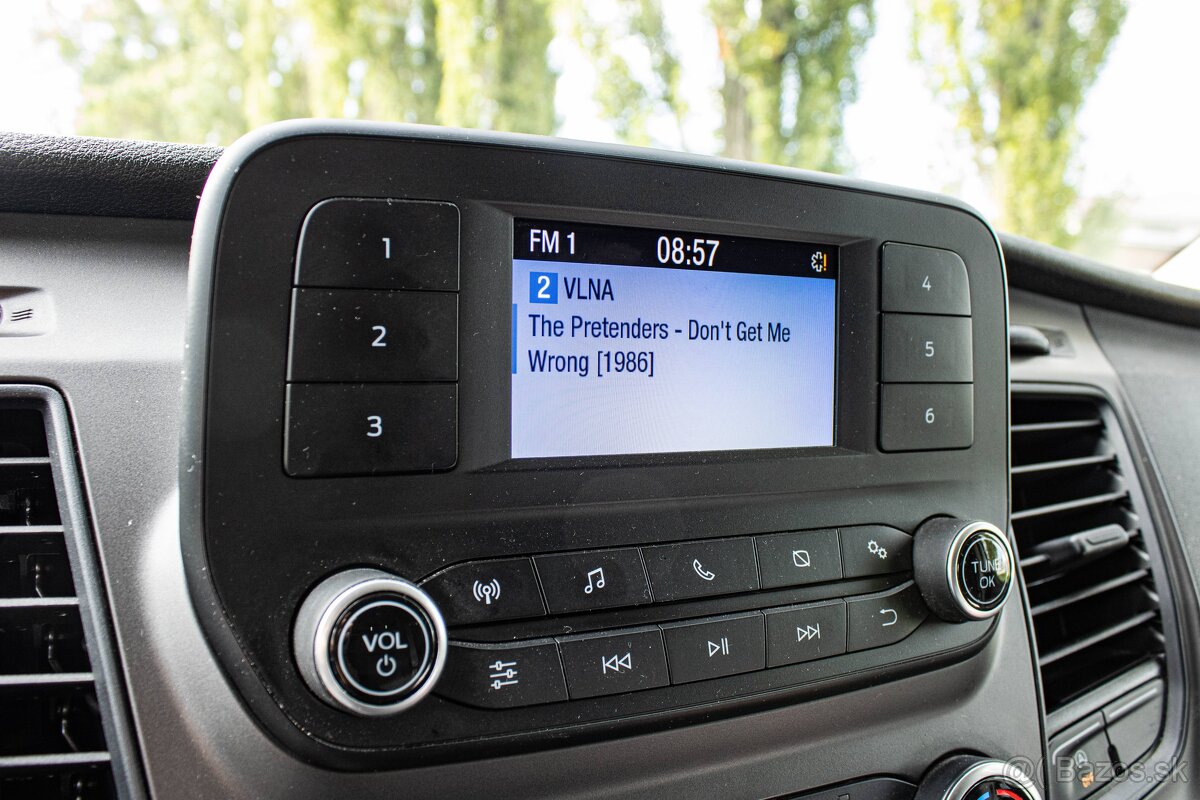 FM 1 08:57
2 VLNA
The Pretenders - Don't Get Me
Wrong [1986]
1
2
3
4
5
6
VOL
TUNE
OK
@ Bazos.sk